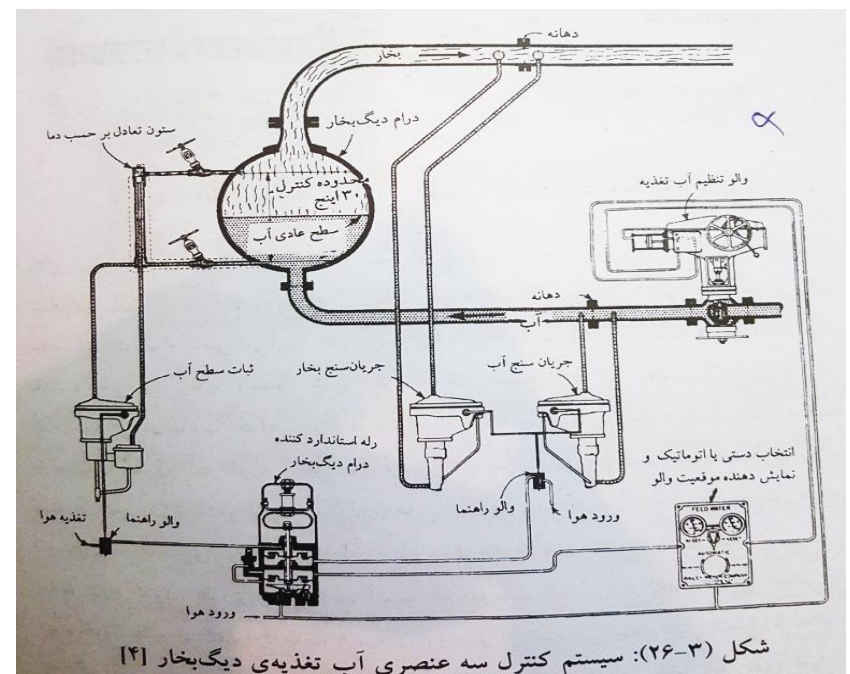 دهانه
بخار
درام دیگ‌بخار
ستون تعادل بر حسب دما
حدوده کنترل
۳۰ اینچ
سطح عادی آب
والو تنظیم آب تغذیه
دهانه
آب
ثبات سطح آب
جریان‌سنج بخار
جریان سنج آب
رله استاندارد کننده
درام دیگ‌بخار
انتخاب دستی یا اتوماتیک و
نمایش دهنده موقعیت والو
FEED WATER
AUTOMATIC
تغذیه هوا
والو راهنما
والو راهنما
ورود هوا
ورود هوا
شکل (۳-۲۶): سیستم کنترل سه عنصری آب تغذیه‌ی دیگ‌بخار [۴]